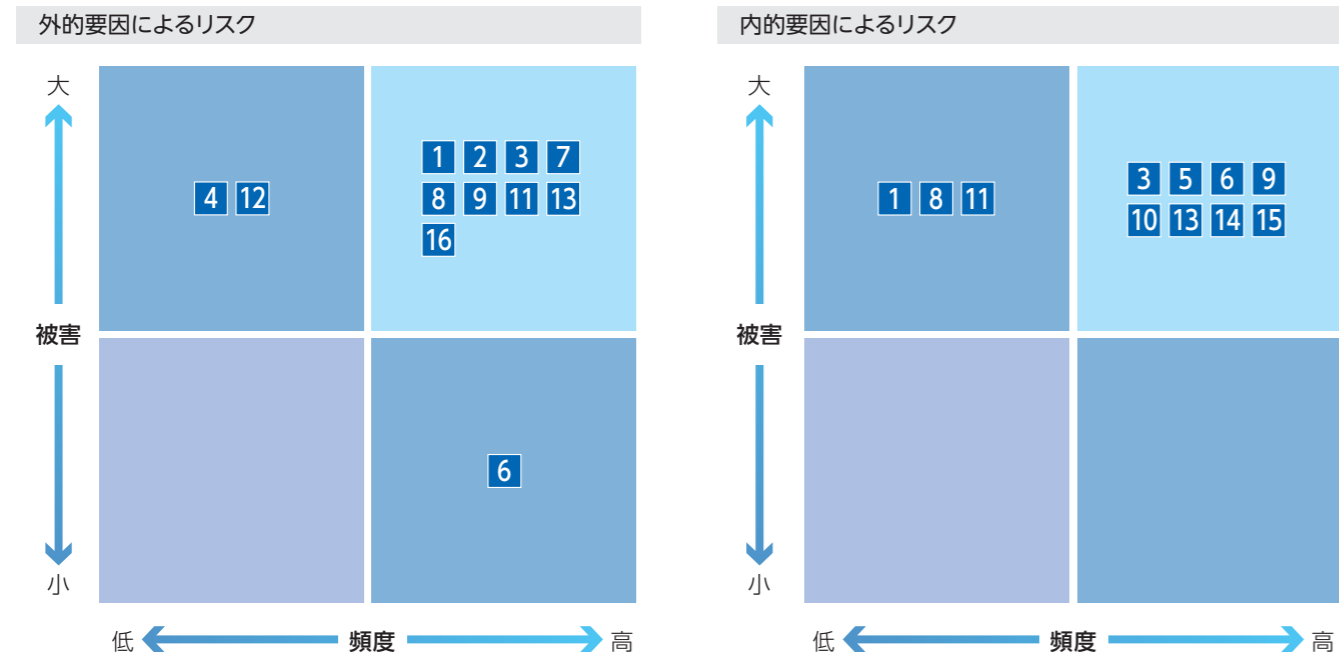 外的要因によるリスク
大
被害
小
4 12
1 2 3 7
8 9 11 13
16
6
低 頻度 高
内的要因によるリスク
大
被害
小
1 8 11
3 5 6 9
10 13 14 15
低 頻度 高